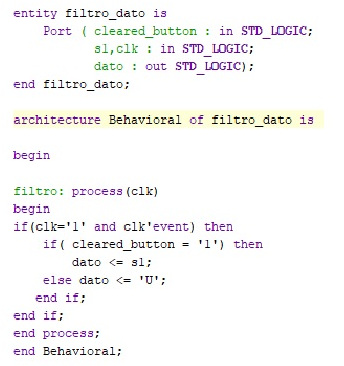 entity filtro_dato is
Port ( cleared_button : in STD_LOGIC;
s1,clk : in STD_LOGIC;
dato : out STD_LOGIC);
end filtro_dato;
architecture Behavioral of filtro_dato is
begin
filtro: process(clk)
begin
if(clk='1' and clk'event) then
if( cleared_button = '1') then
dato <= s1;
else dato <= 'U';
end if;
end if;
end process;
end Behavioral;